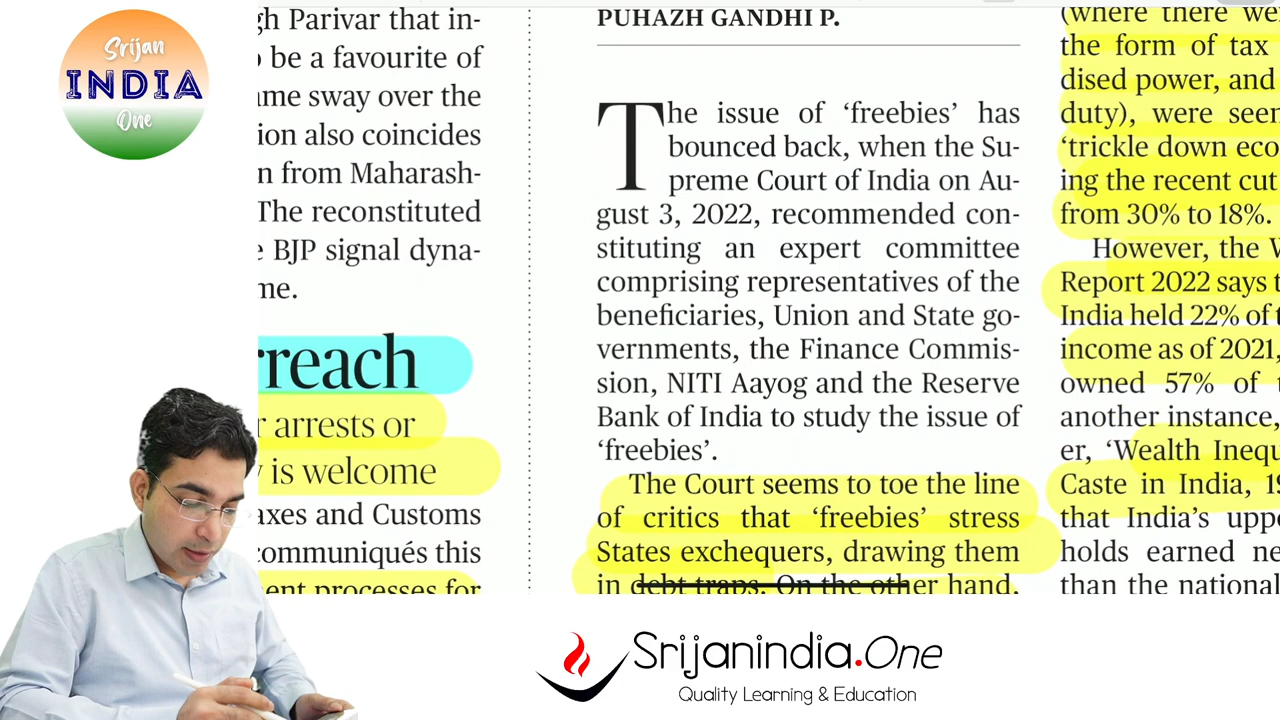 Srijan
INDIA
One
gh Parivar that in-
be a favourite of
ame sway over the
ion also coincides
n from Maharash-
The reconstituted
e BJP signal dyna-
me.
rreach
r arrests or
y is welcome
axes and Customs
communiqués this
ent processes for
PUHAZH GANDHI P.
The issue of ‘freebies’ has
bounced back, when the Su-
preme Court of India on Au-
gust 3, 2022, recommended con-
stituting an expert committee
comprising representatives of the
beneficiaries, Union and State go-
vernments, the Finance Commis-
sion, NITI Aayog and the Reserve
Bank of India to study the issue of
‘freebies’.
The Court seems to toe the line
of critics that ‘freebies’ stress
States exchequers, drawing them
in debt traps. On the other hand,
(where there we
the form of tax
dised power, and
duty), were seen
‘trickle down eco
ing the recent cut
from 30% to 18%.
However, the W
Report 2022 says t
India held 22% of t
income as of 2021,
owned 57% of t
another instance,
er, ‘Wealth Inequ
Caste in India, 19
that India’s upp
holds earned ne
than the national
Srijanindia.One
Quality Learning & Education